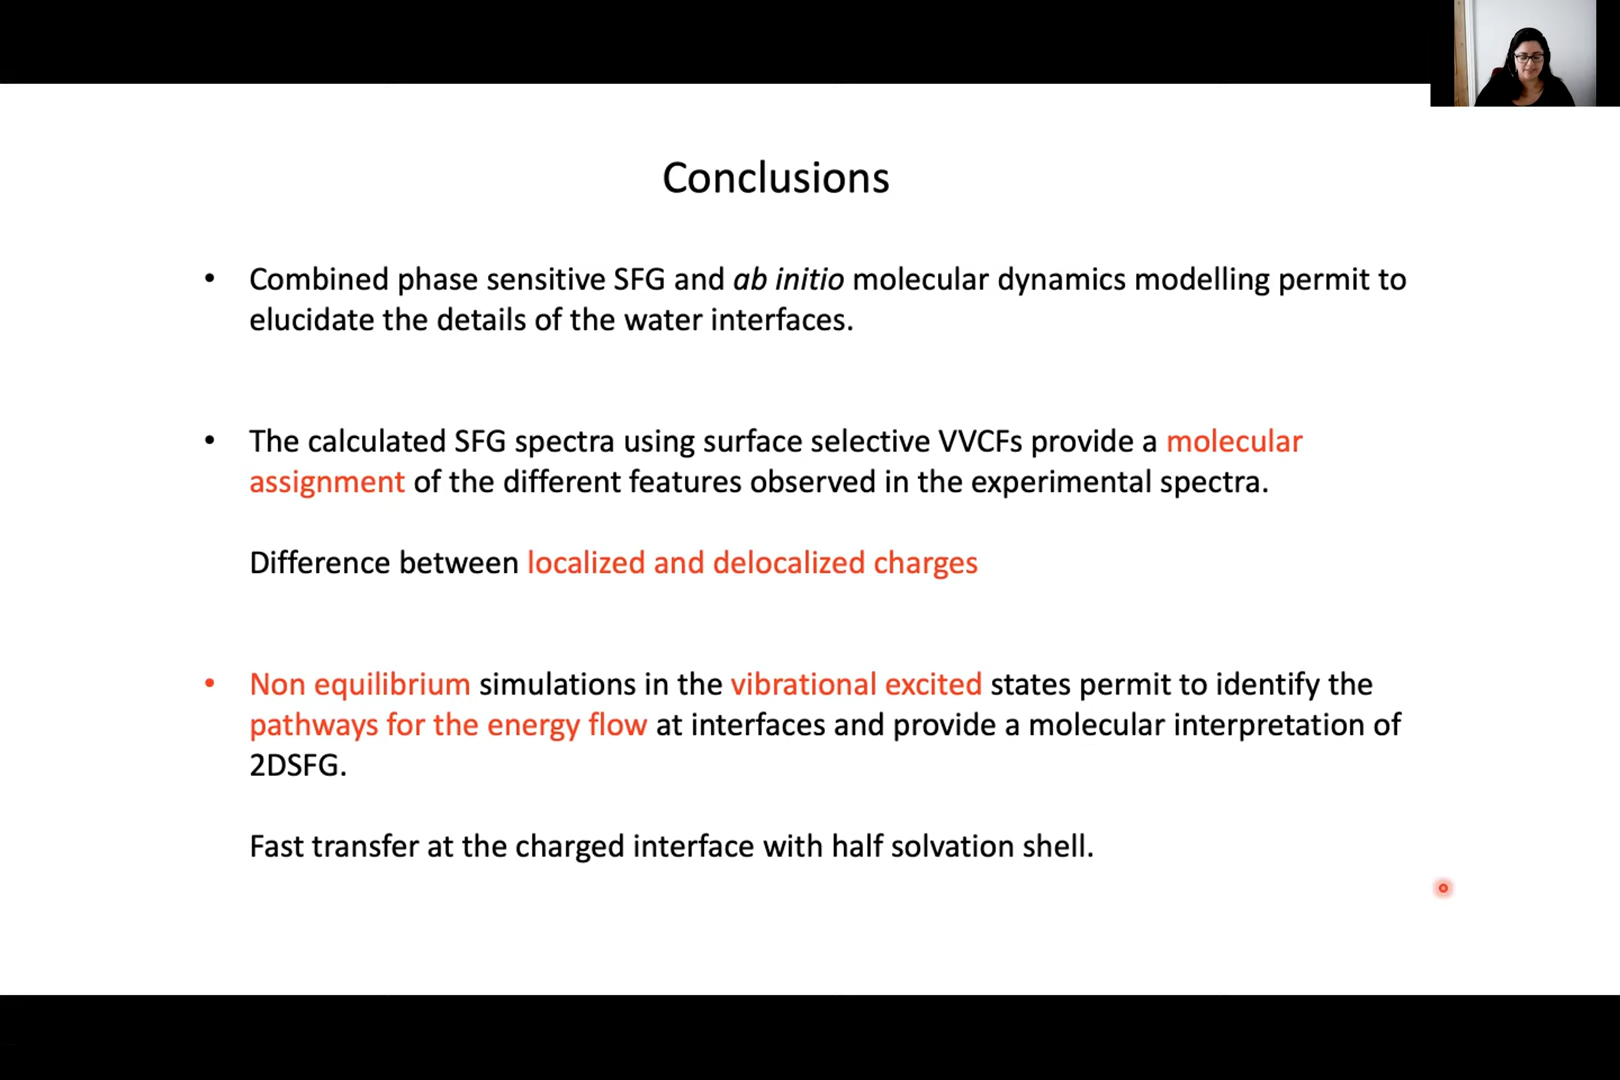 Conclusions
• Combined phase sensitive SFG and ab initio molecular dynamics modelling permit to
elucidate the details of the water interfaces.
• The calculated SFG spectra using surface selective VVCFs provide a molecular
assignment of the different features observed in the experimental spectra.
Difference between localized and delocalized charges
• Non equilibrium simulations in the vibrational excited states permit to identify the
pathways for the energy flow at interfaces and provide a molecular interpretation of
2DSFG.
Fast transfer at the charged interface with half solvation shell.